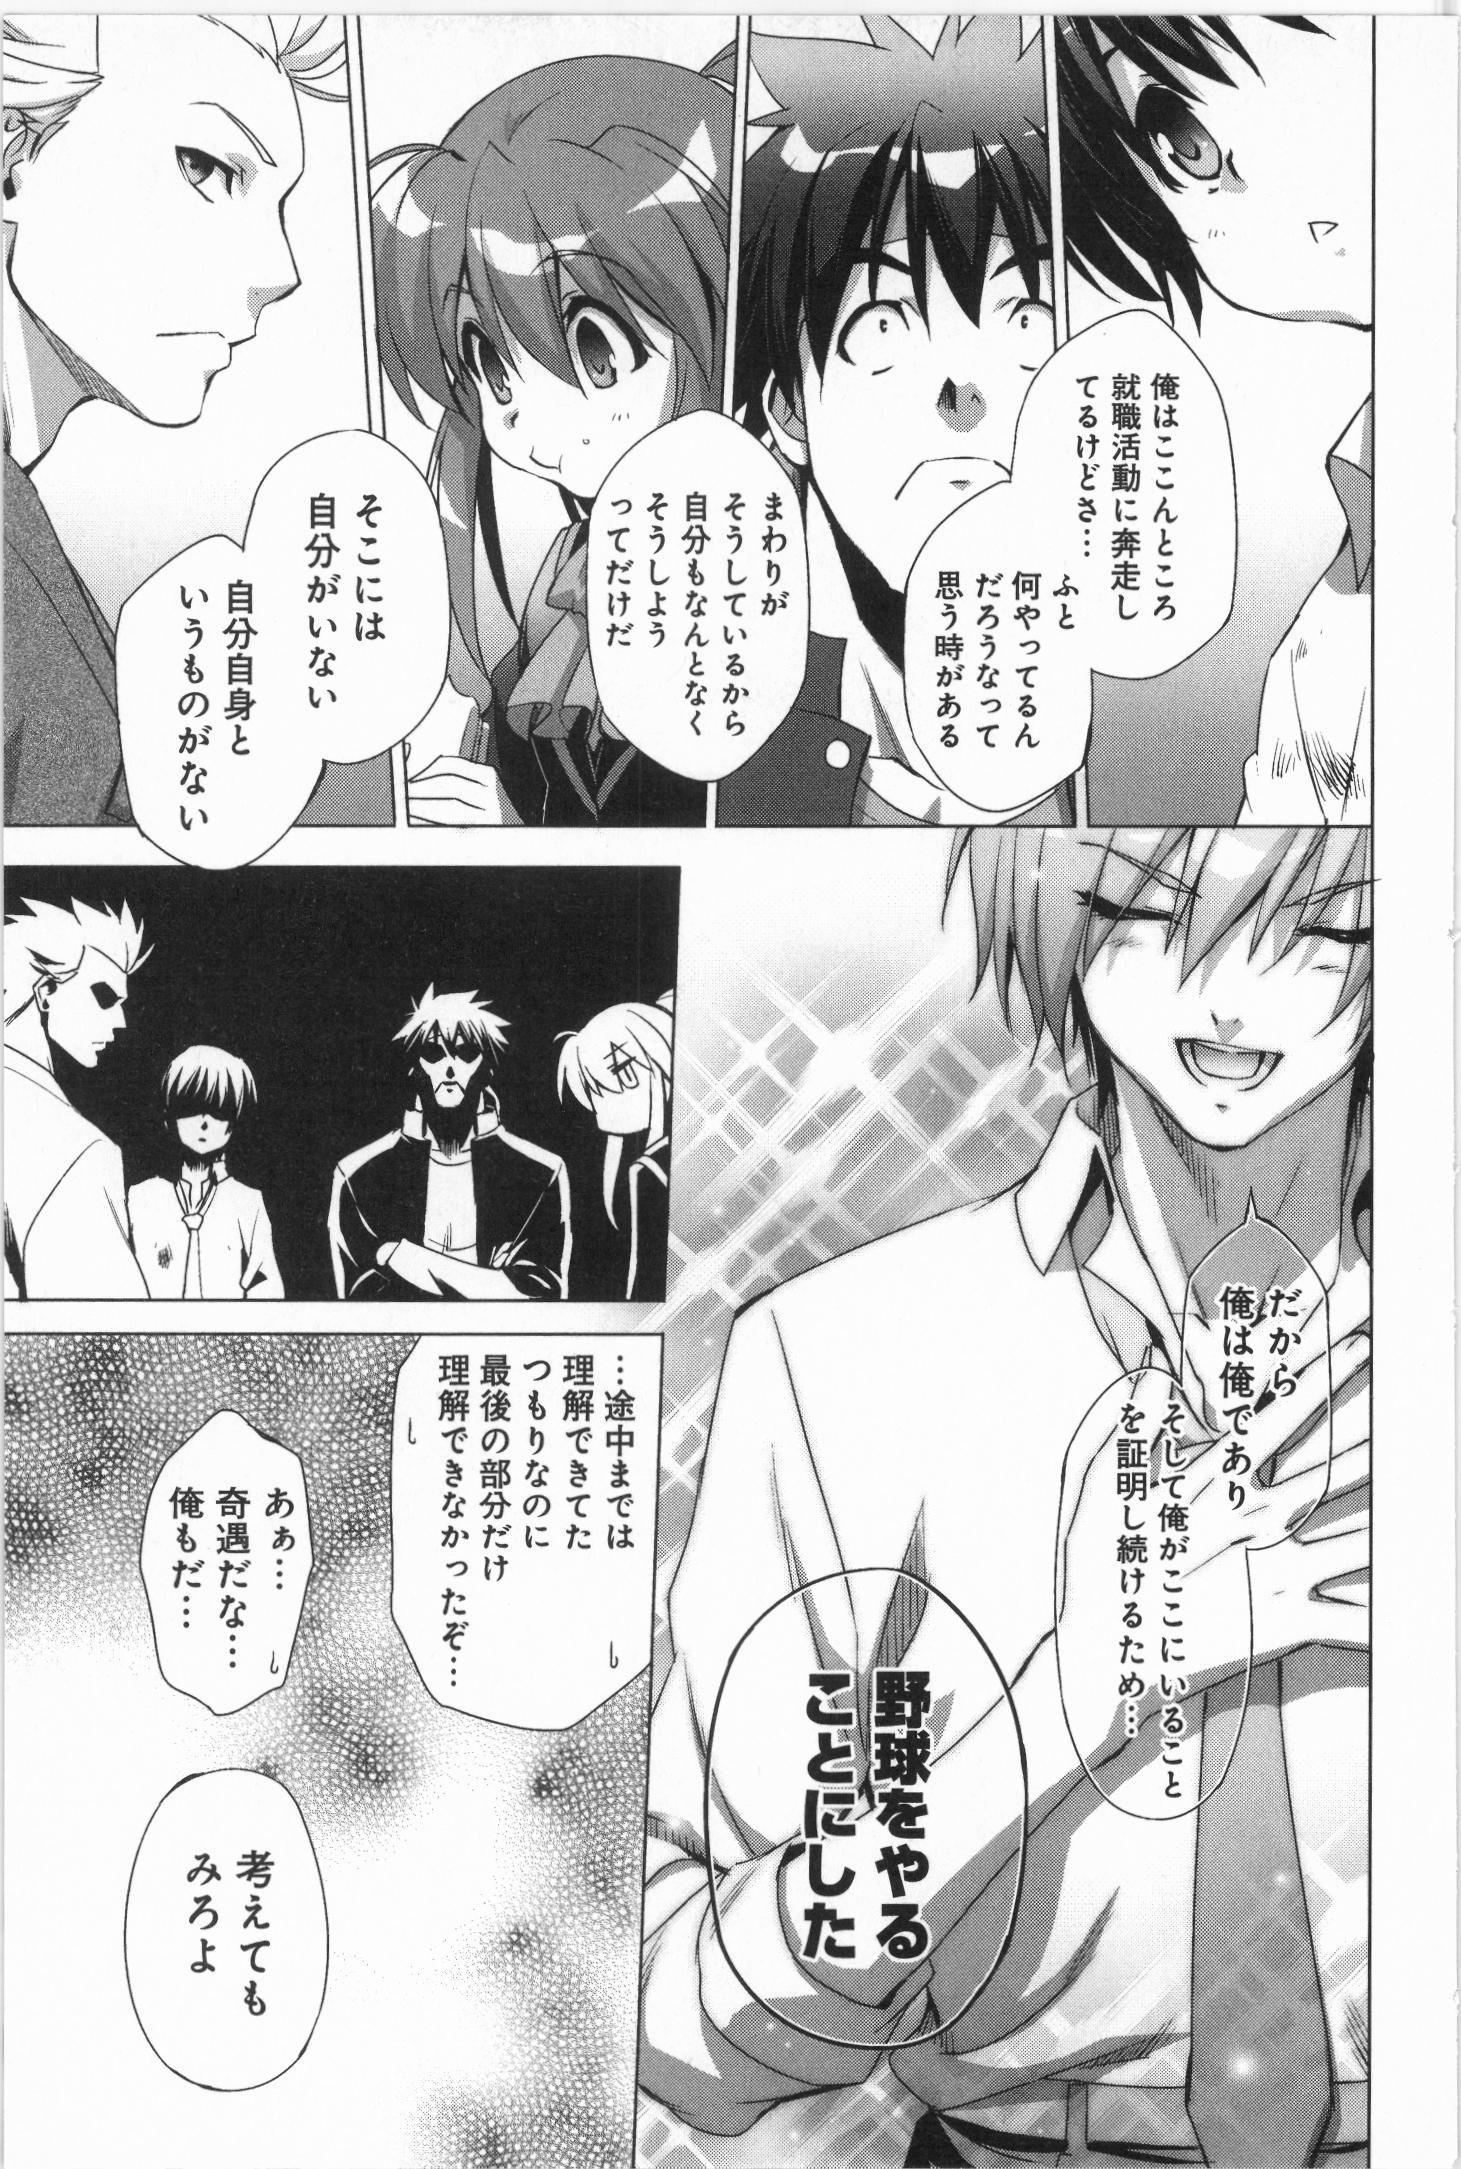 俺はここんところ
就職活動に奔走し
てるけどさ…
ふと
何やってるん
だろうなって
思う時がある
まわりが
そうしているから
自分もなんとなく
そうしよう
ってだけだ
そこには
自分がいない
自分自身と
いうものがない
だから
俺は俺であり
そして俺がここにいること
を証明し続けるため…
野球をやる
ことにした
…途中までは
理解できてた
つもりなのに
最後の部分だけ
理解できなかったぞ…
あぁ…
奇遇だな…
俺もだ…
考えても
みろよ